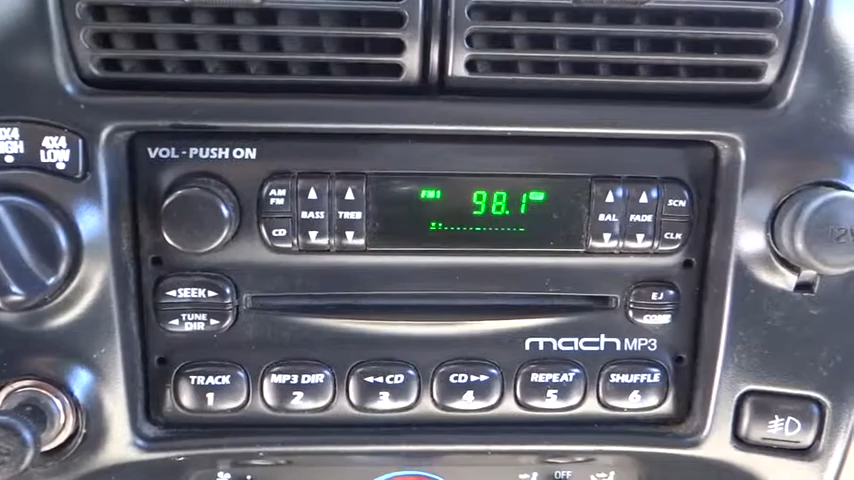 4X4
HIGH
4X4
LOW
VOL-PUSH ON
AM
FM
BASS
TREB
FM1
98.1
BAL
FADE
SCN
CD
CLK
SEEK
TUNE
DIR
EJ
COMP
mach MP3
TRACK
1
MP3 DIR
2
◄◄CD
3
CD►►
4
REPEAT
5
SHUFFLE
6
12V
OFF